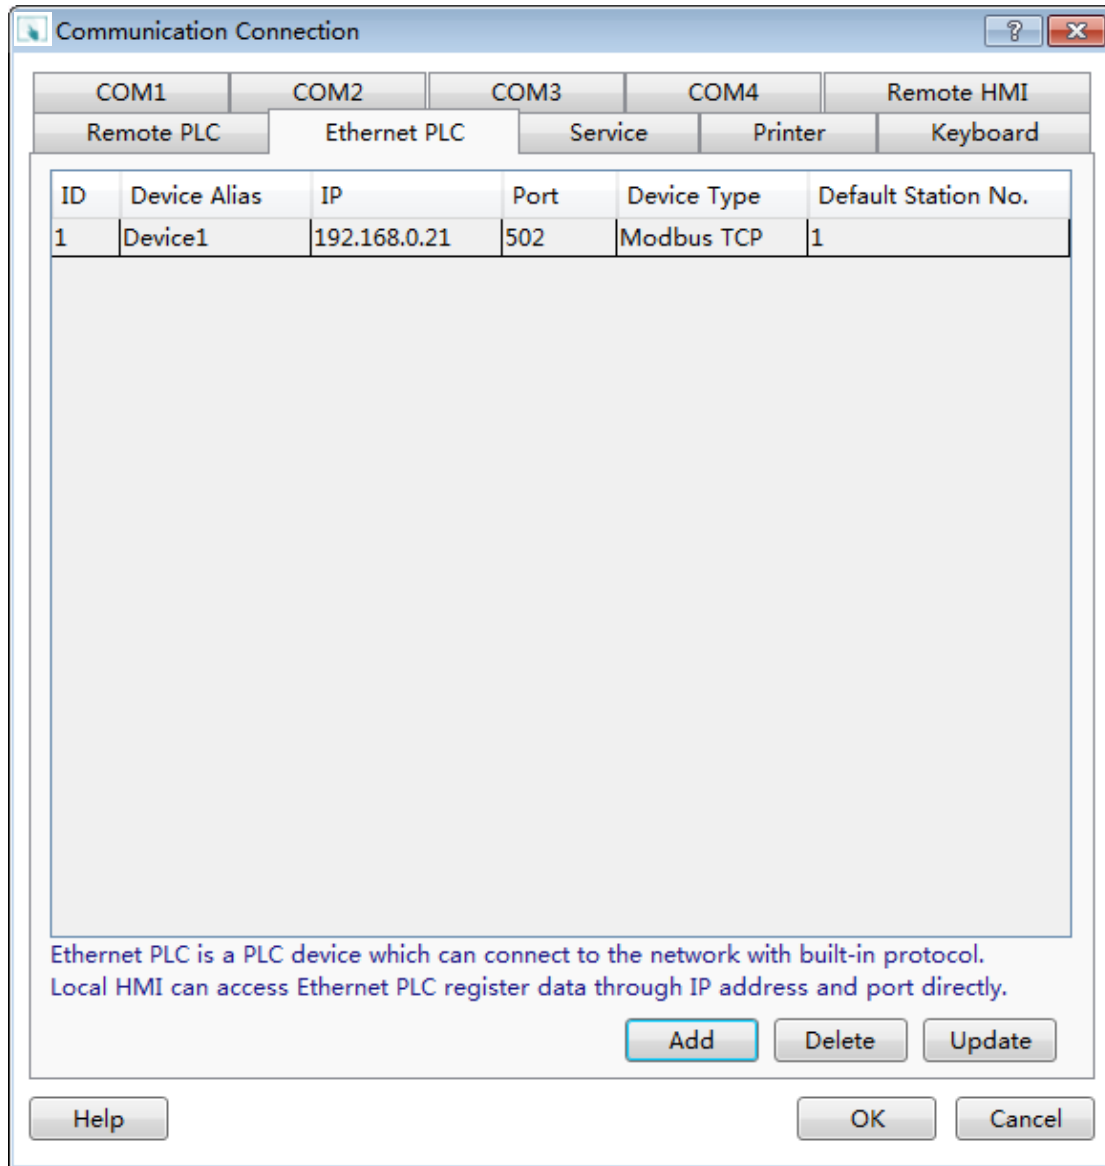 Communication Connection
?
COM1 COM2 COM3 COM4 Remote HMI
Remote PLC Ethernet PLC Service Printer Keyboard
ID Device Alias IP Port Device Type Default Station No.
1 Device1 192.168.0.21 502 Modbus TCP 1
Ethernet PLC is a PLC device which can connect to the network with built-in protocol.
Local HMI can access Ethernet PLC register data through IP address and port directly.
Add Delete Update
Help OK Cancel